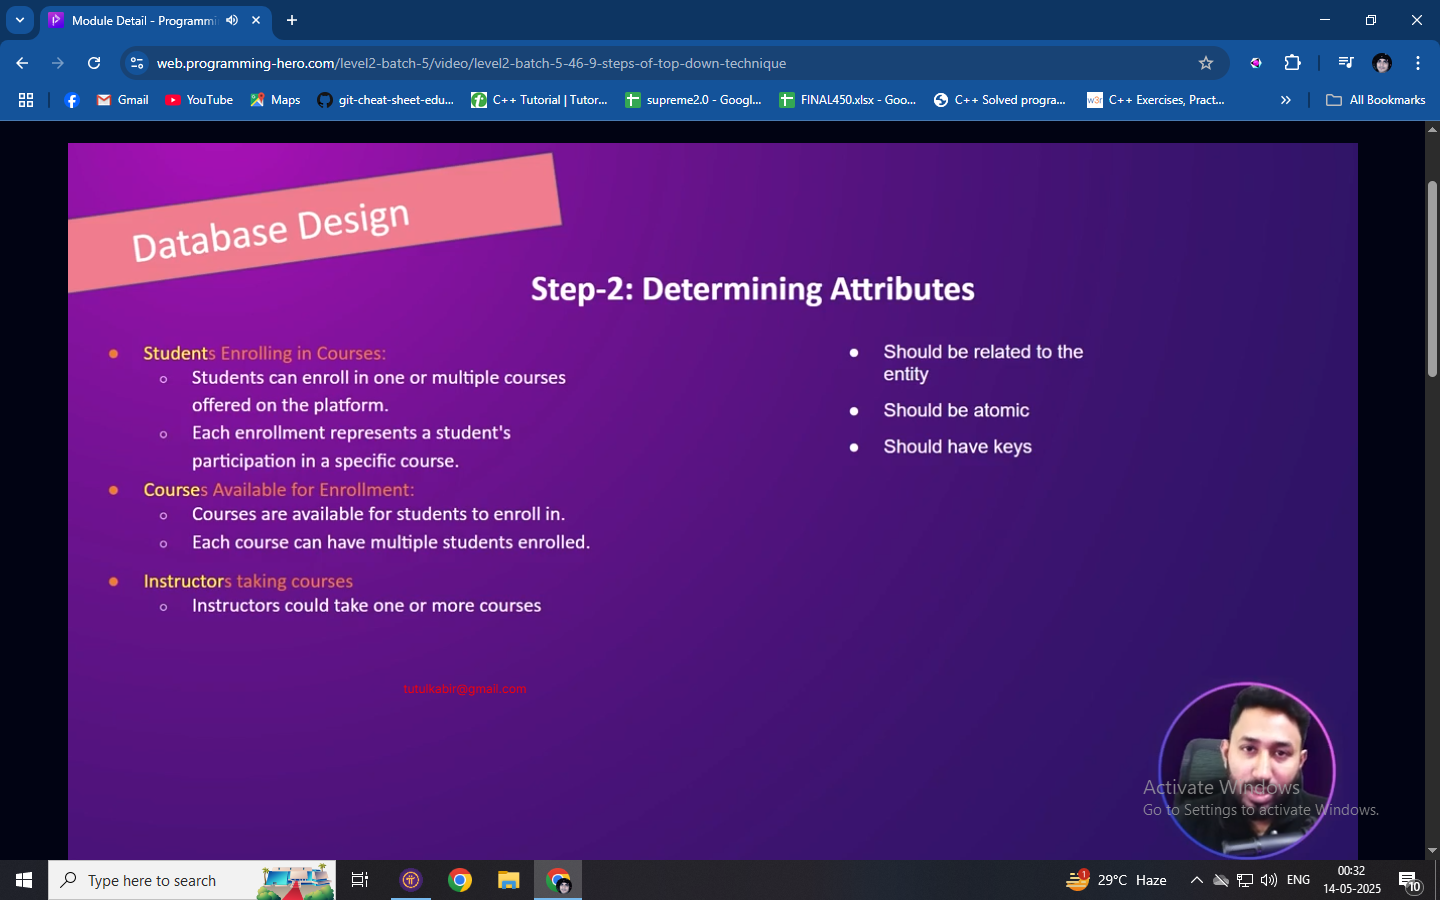 Module Detail - Programmi
web.programming-hero.com/level2-batch-5/video/level2-batch-5-46-9-steps-of-top-down-technique
Gmail
YouTube
Maps
git-cheat-sheet-edu...
C++ Tutorial | Tutor...
supreme2.0 - Googl...
FINAL450.xlsx - Goo...
C++ Solved progra...
w3r
C++ Exercises, Pract...
All Bookmarks
Database Design
Step-2: Determining Attributes
Students Enrolling in Courses:
Students can enroll in one or multiple courses
offered on the platform.
Each enrollment represents a student's
participation in a specific course.
Courses Available for Enrollment:
Courses are available for students to enroll in.
Each course can have multiple students enrolled.
Instructors taking courses
Instructors could take one or more courses
Should be related to the
entity
Should be atomic
Should have keys
tutulkabir@gmail.com
Activate Windows
Go to Settings to activate Windows.
Type here to search
1
29°C Haze
ENG
00:32
14-05-2025
10